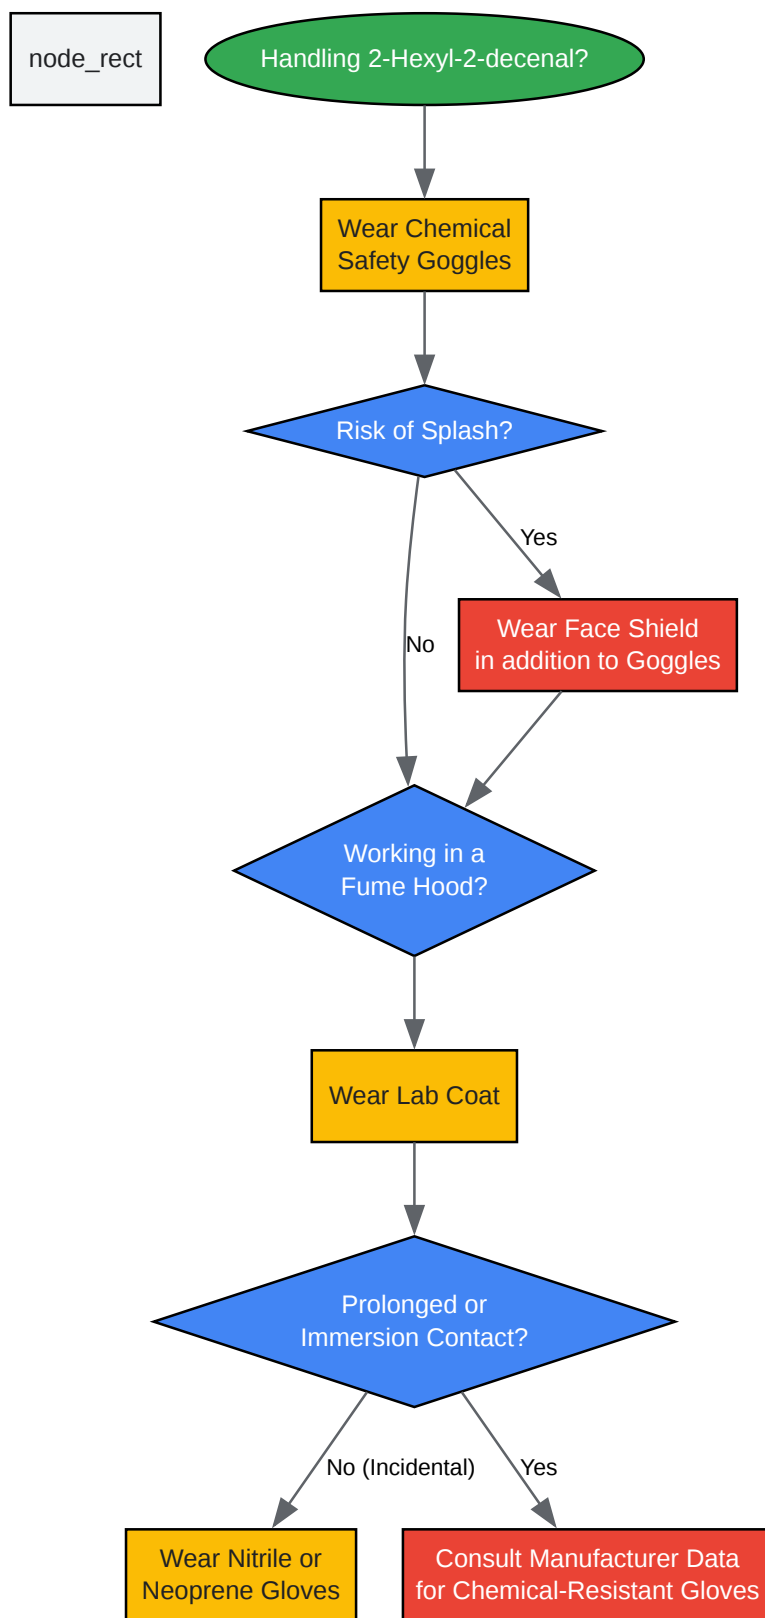 node_rect
Handling 2-Hexyl-2-decenal?
Wear Chemical
Safety Goggles
Risk of Splash?
Yes
Wear Face Shield
in addition to Goggles
No
Working in a
Fume Hood?
Wear Lab Coat
Prolonged or
Immersion Contact?
No (Incidental)
Yes
Wear Nitrile or
Neoprene Gloves
Consult Manufacturer Data
for Chemical-Resistant Gloves